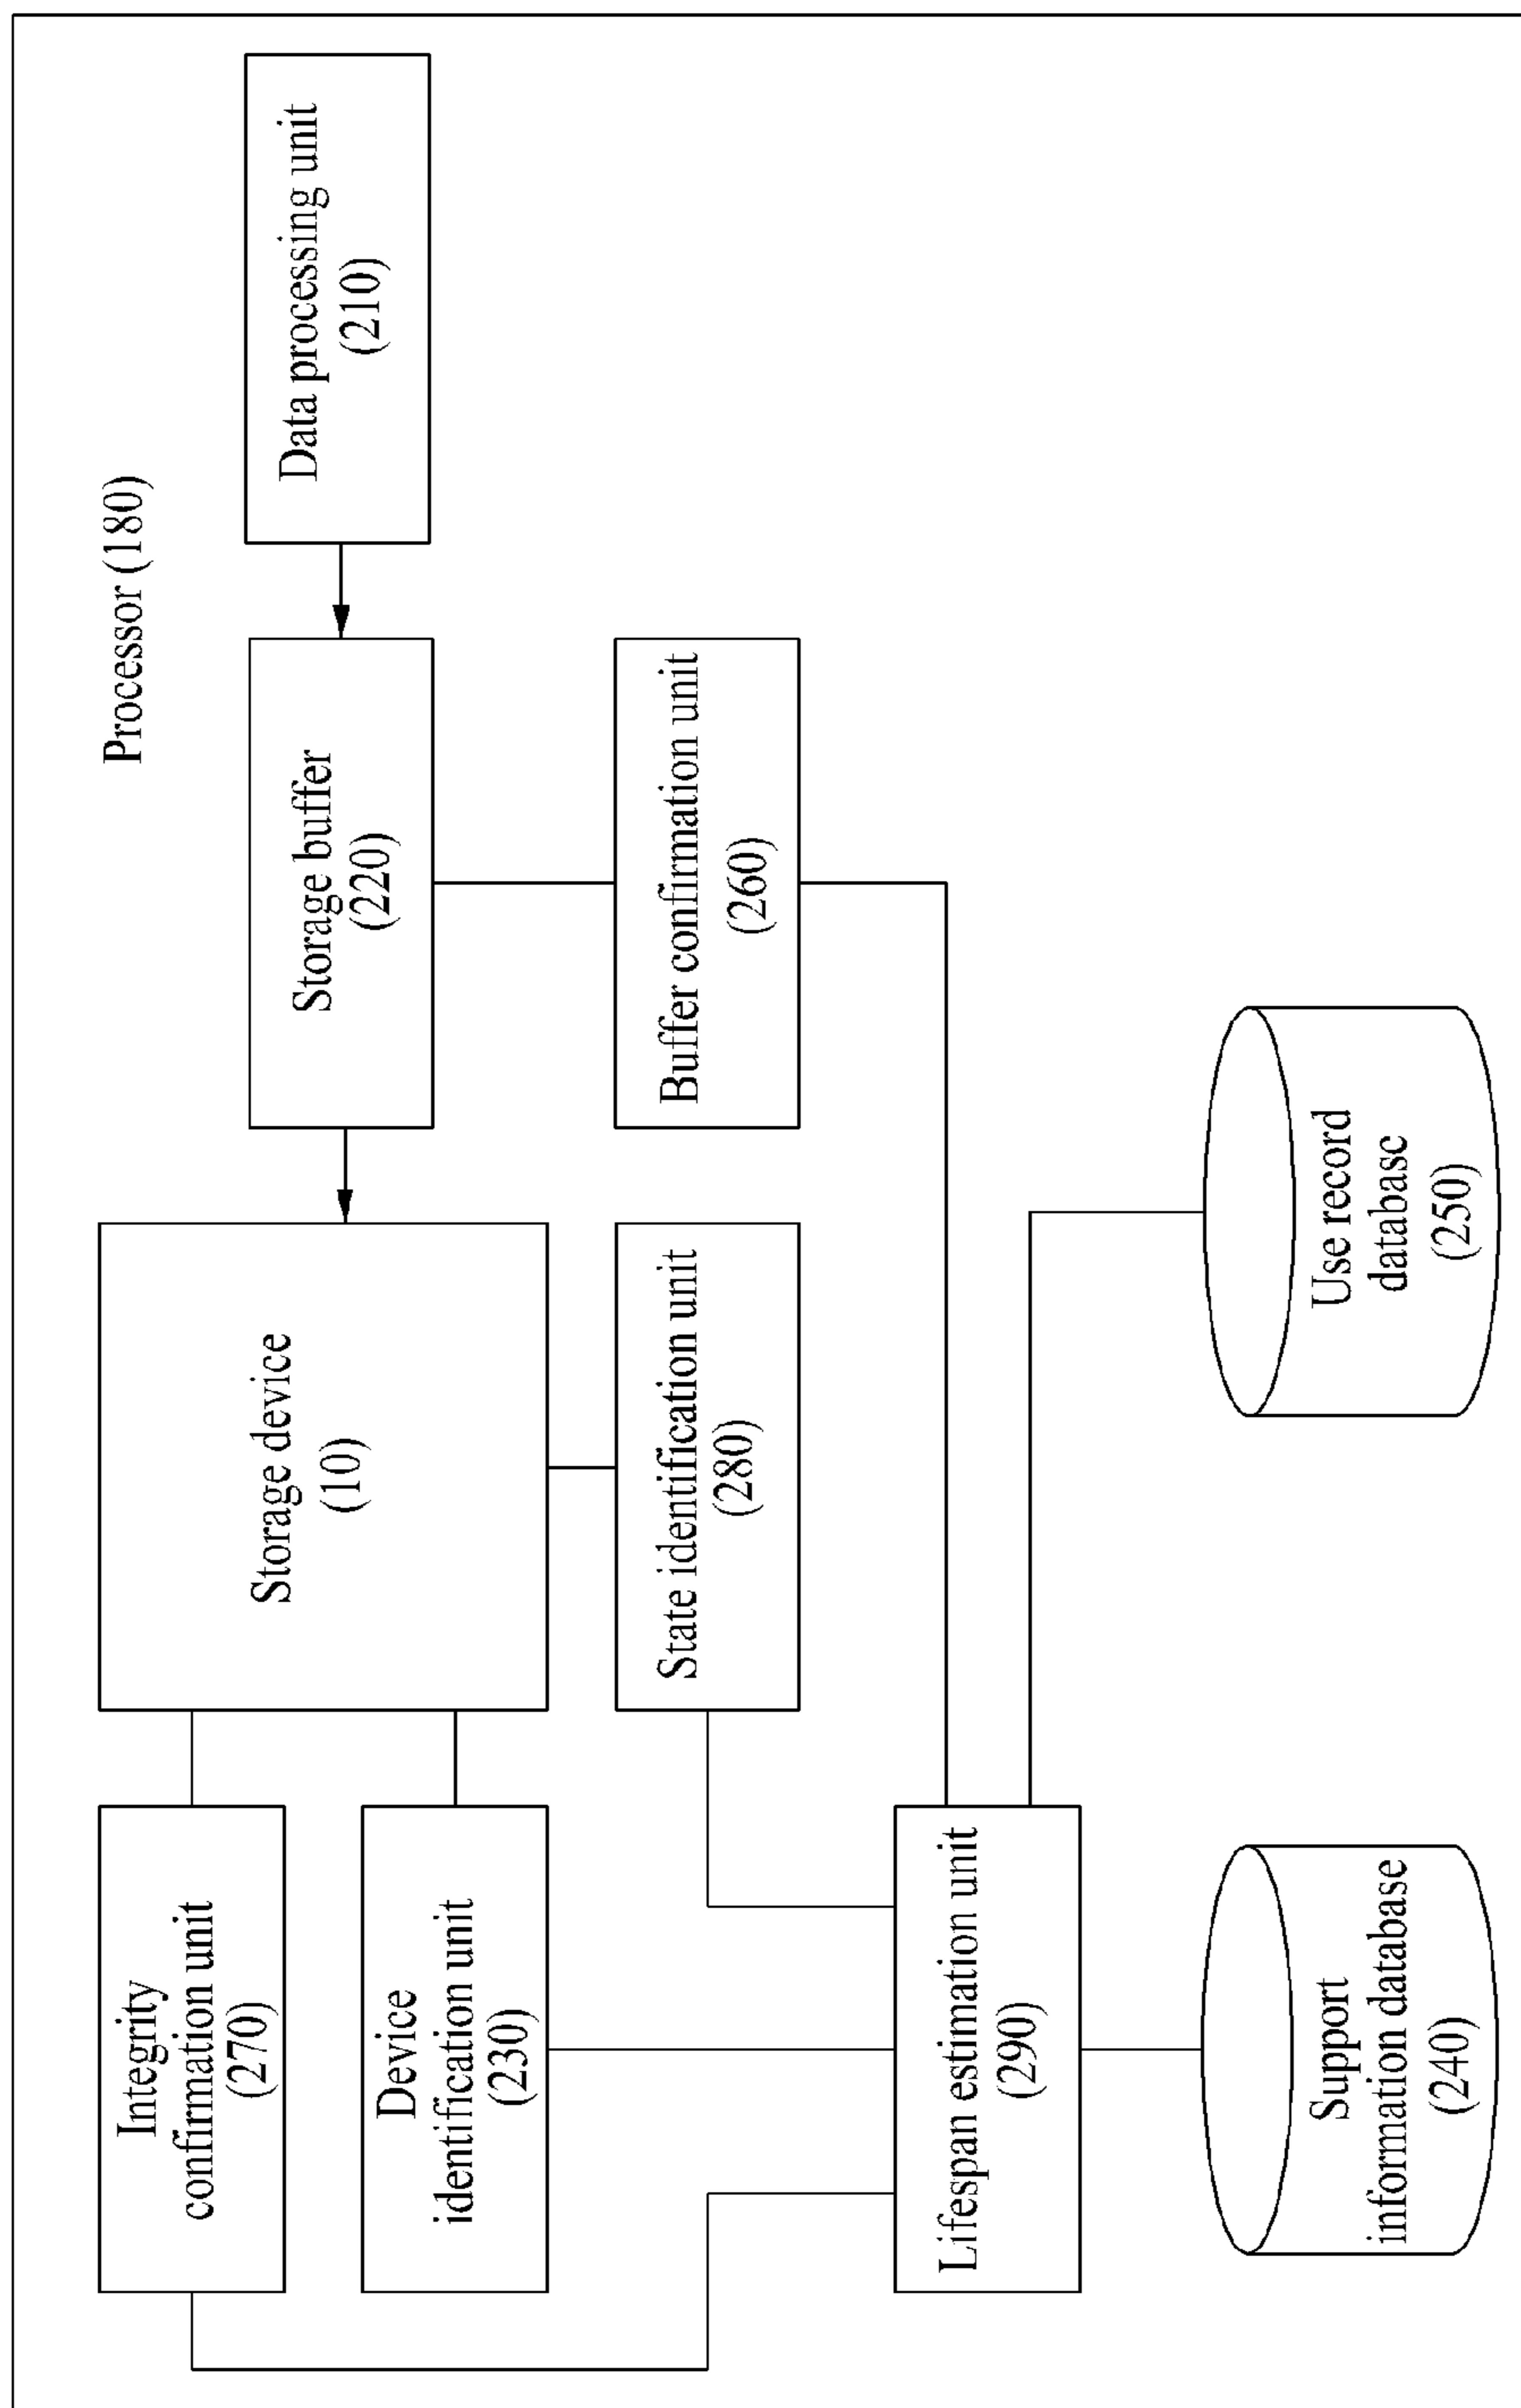 Processor (180)
Integrity
confirmation unit
(270)
Storage device
(10)
Storage buffer
(220)
Data processing unit
(210)
Device
identification unit
(230)
State identification unit
(280)
Buffer confirmation unit
(260)
Lifespan estimation unit
(290)
Support
information database
(240)
Use record
database
(250)